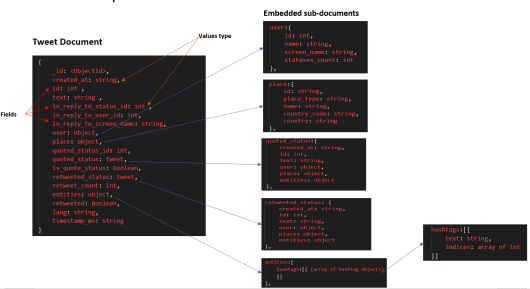 Embedded sub-documents
Tweet Document
Values type
Fields
{
_id: <ObjectId>,
created_at: string,
id: int ,
text: string ,
in_reply_to_status_id: int,
in_reply_to_user_id: int,
in_reply_to_screen_name: string,
user: object,
place: object,
quoted_status_id: int,
quoted_status: tweet,
is_quote_status: Boolean,
retweeted_status: tweet,
retweet_count: int,
entities: object,
retweeted: boolean,
lang: string,
timestamp_ms: string
}
user:{
id: int,
name: string,
screen_name: string,
statuses_count: int
},
place:{
id: string,
place_type: string,
name: string,
country_code: string,
country: string
},
quoted_status:{
created_at: string,
id: int,
text: string,
user: object,
place: object,
entities: object
},
retweeted_status: {
created_at: string,
id: int,
text: string,
user: object,
place: object,
entities: object
},
entities:{
hashtags:[{ (array of hashtag objects)
}]
},
hashtags:[{
text: string,
indices: array of int
}]